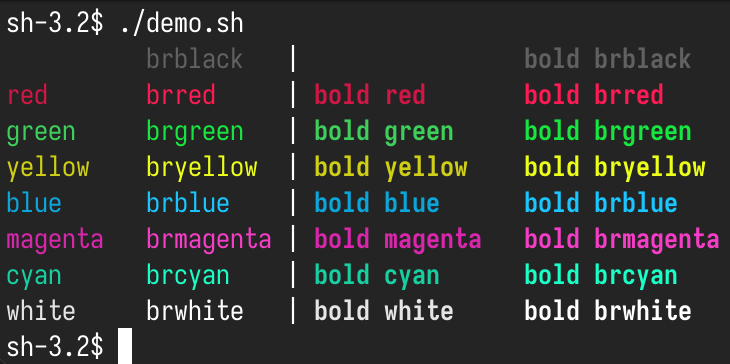 sh-3.2$ ./demo.sh
brblack | bold brblack
red brred | bold red bold brred
green brgreen | bold green bold brgreen
yellow bryellow | bold yellow bold bryellow
blue brblue | bold blue bold brblue
magenta brmagenta | bold magenta bold brmagenta
cyan brcyan | bold cyan bold brcyan
white brwhite | bold white bold brwhite
sh-3.2$